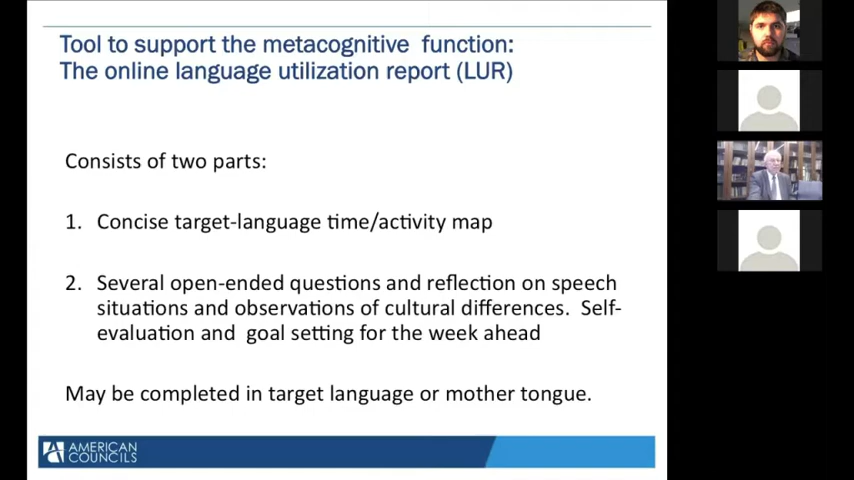 Tool to support the metacognitive function:
The online language utilization report (LUR)
Consists of two parts:
1. Concise target-language time/activity map
2. Several open-ended questions and reflection on speech
situations and observations of cultural differences. Self-
evaluation and goal setting for the week ahead
May be completed in target language or mother tongue.
AMERICAN
COUNCILS